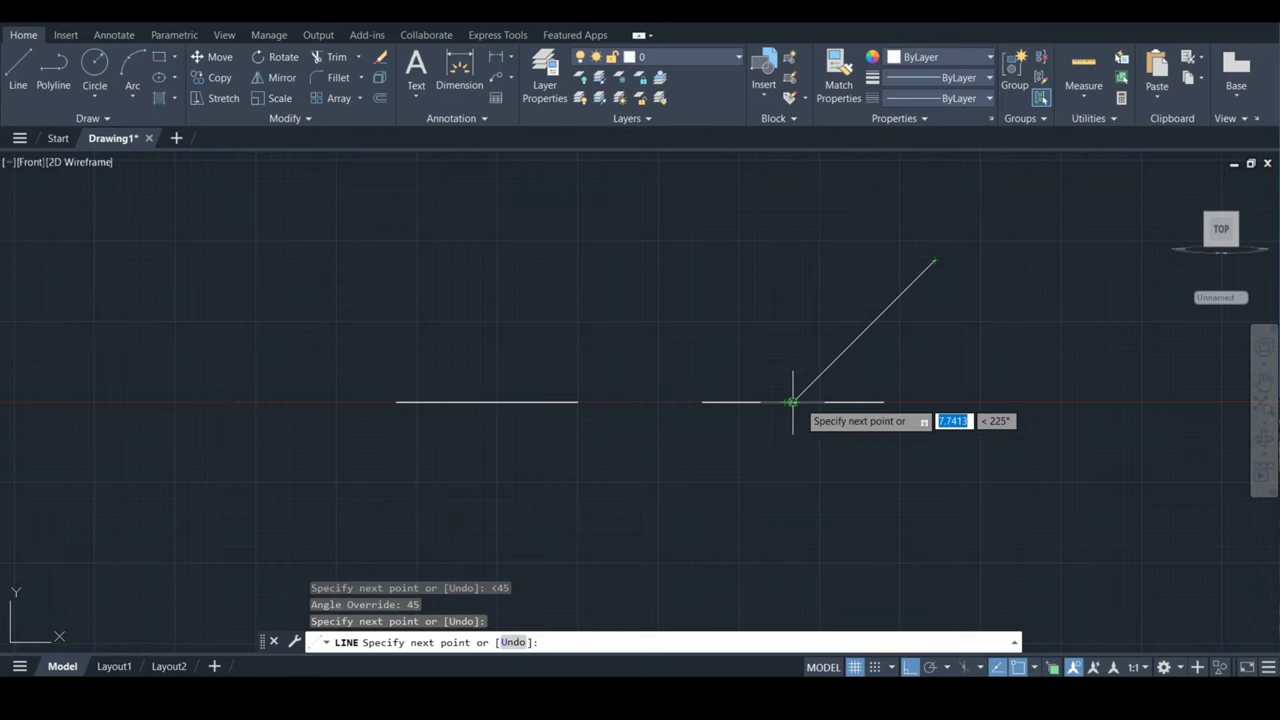 Home Insert Annotate Parametric View Manage Output Add-ins Collaborate Express Tools Featured Apps
Line Polyline Circle Arc
Move Rotate Trim
Copy Mirror Fillet
Stretch Scale Array
Text Dimension
Layer Properties
0
Insert
Match Properties
ByLayer
ByLayer
ByLayer
Group
Measure
Paste
Base
Draw Modify Annotation Layers Block Properties Groups Utilities Clipboard View
Start Drawing1*
[−][Front][2D Wireframe]
TOP
Unnamed
Specify next point or 7.7413 < 225°
Y
X
Specify next point or [Undo]: <45
Angle Override: 45
Specify next point or [Undo]:
LINE Specify next point or [Undo]:
Model Layout1 Layout2 MODEL 1:1